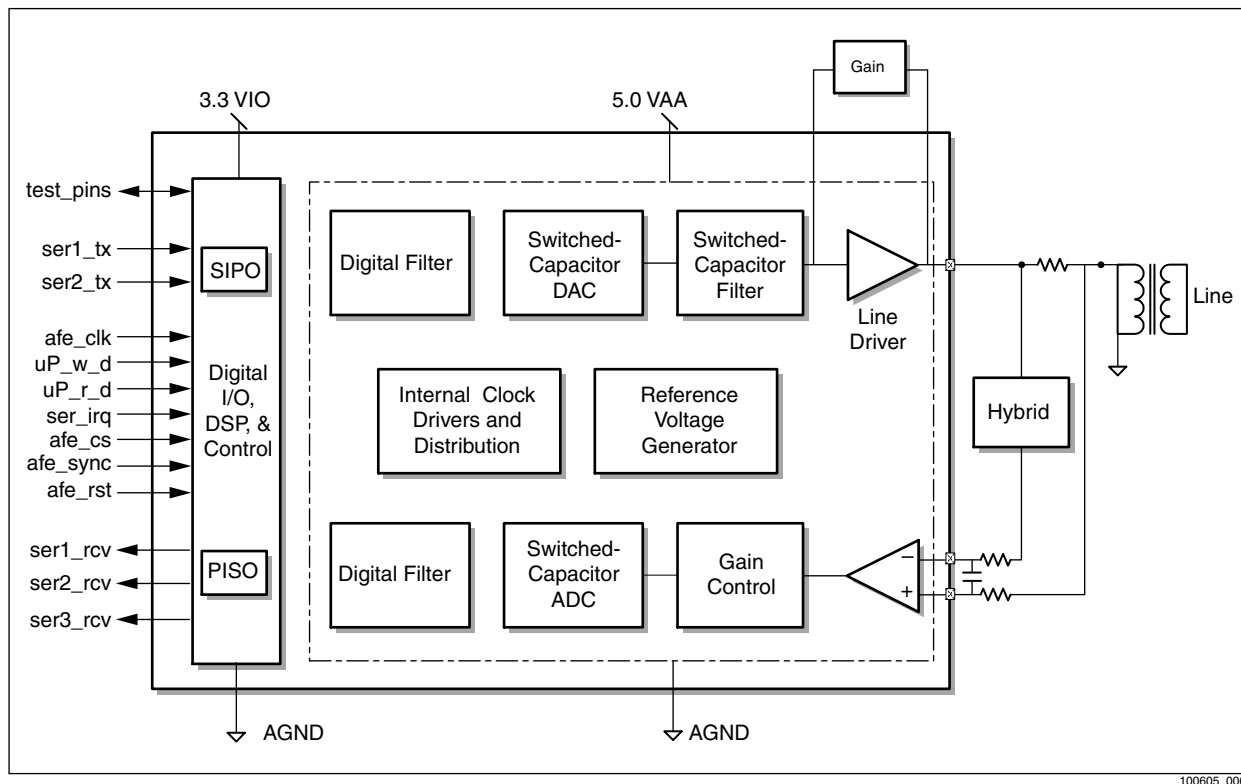 Gain
3.3 VIO
5.0 VAA
test_pins
ser1_tx
ser2_tx
SIPO
afe_clk
uP_w_d
uP_r_d
ser_irq
afe_cs
afe_sync
afe_rst
Digital
I/O,
DSP, &
Control
ser1_rcv
ser2_rcv
ser3_rcv
PISO
Digital Filter
Switched-
Capacitor
DAC
Switched-
Capacitor
Filter
Line
Driver
Line
Internal Clock
Drivers and
Distribution
Reference
Voltage
Generator
Hybrid
Digital Filter
Switched-
Capacitor
ADC
Gain
Control
−
+
AGND
AGND